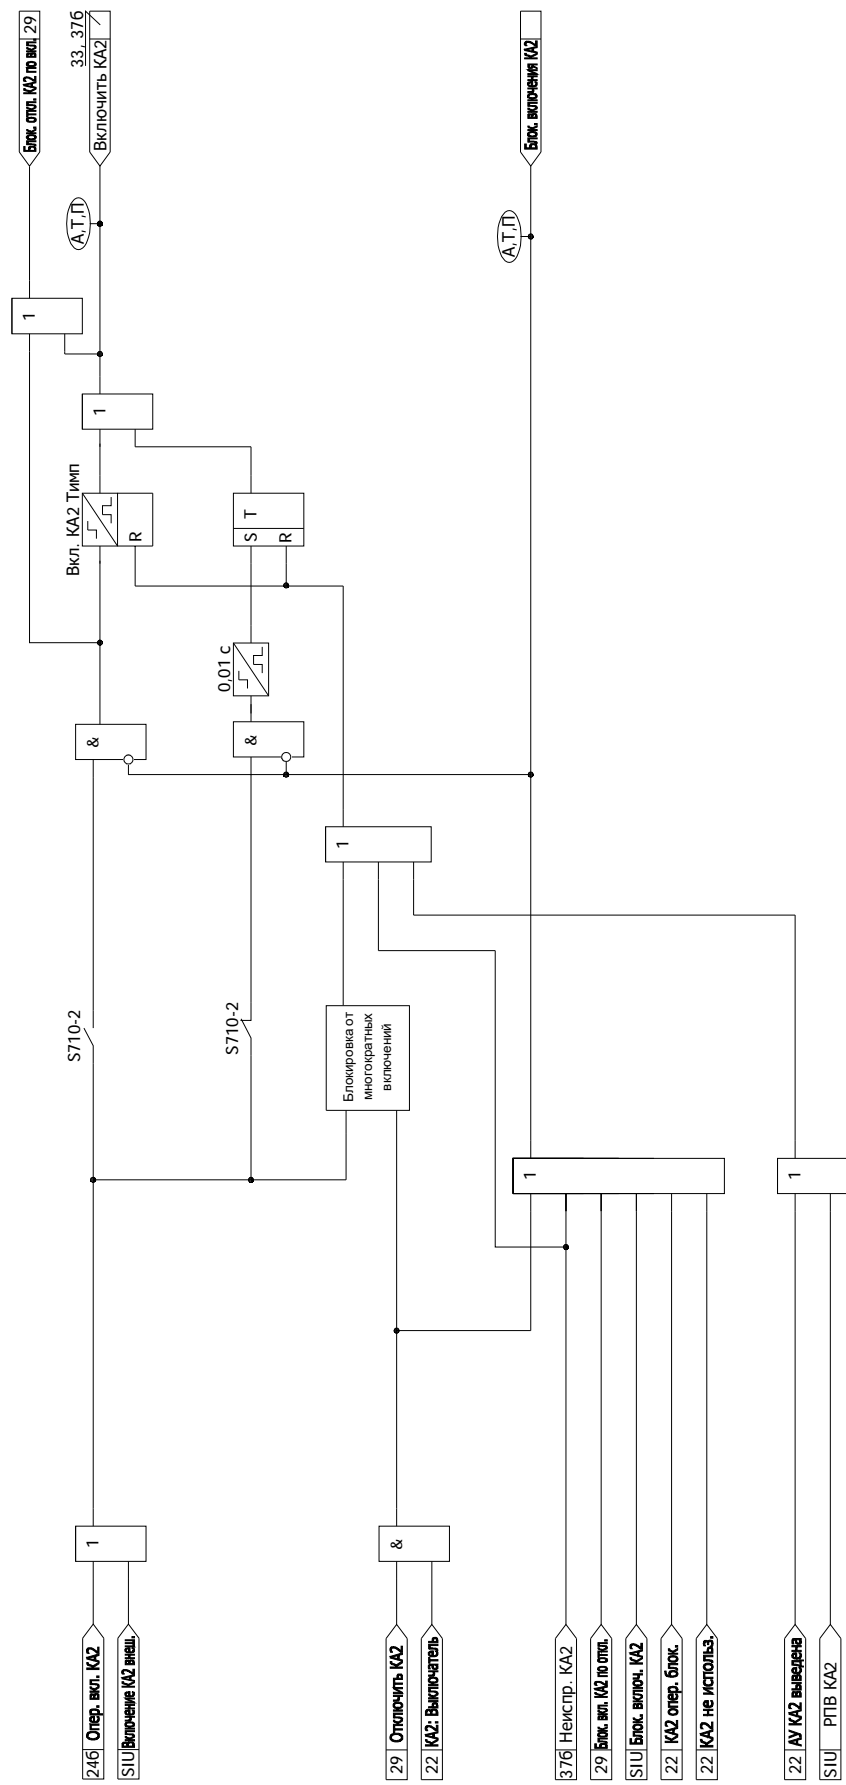 246 Опер. вкл. КА2
SIU Включение КА2 внеш.
29 Отключить КА2
22 КА2: Выключатель
376 Неиспр. КА2
29 Блок. вкл. КА2 по откл.
SIU Блок. включ. КА2
22 КА2 опер. блок.
22 КА2 не использ.
22 АУ КА2 выведена
SIU РПВ КА2
1
&
1
1
S710-2
S710-2
Блокировка от
многократных
включений
1
&
&
0,01 с
Вкл. КА2 Тимп
R
S T
R
1
1
А,Т,П
А,Т,П
Блок. откл. КА2 по вкл. 29
33, 376
Включить КА2
Блок. включения КА2